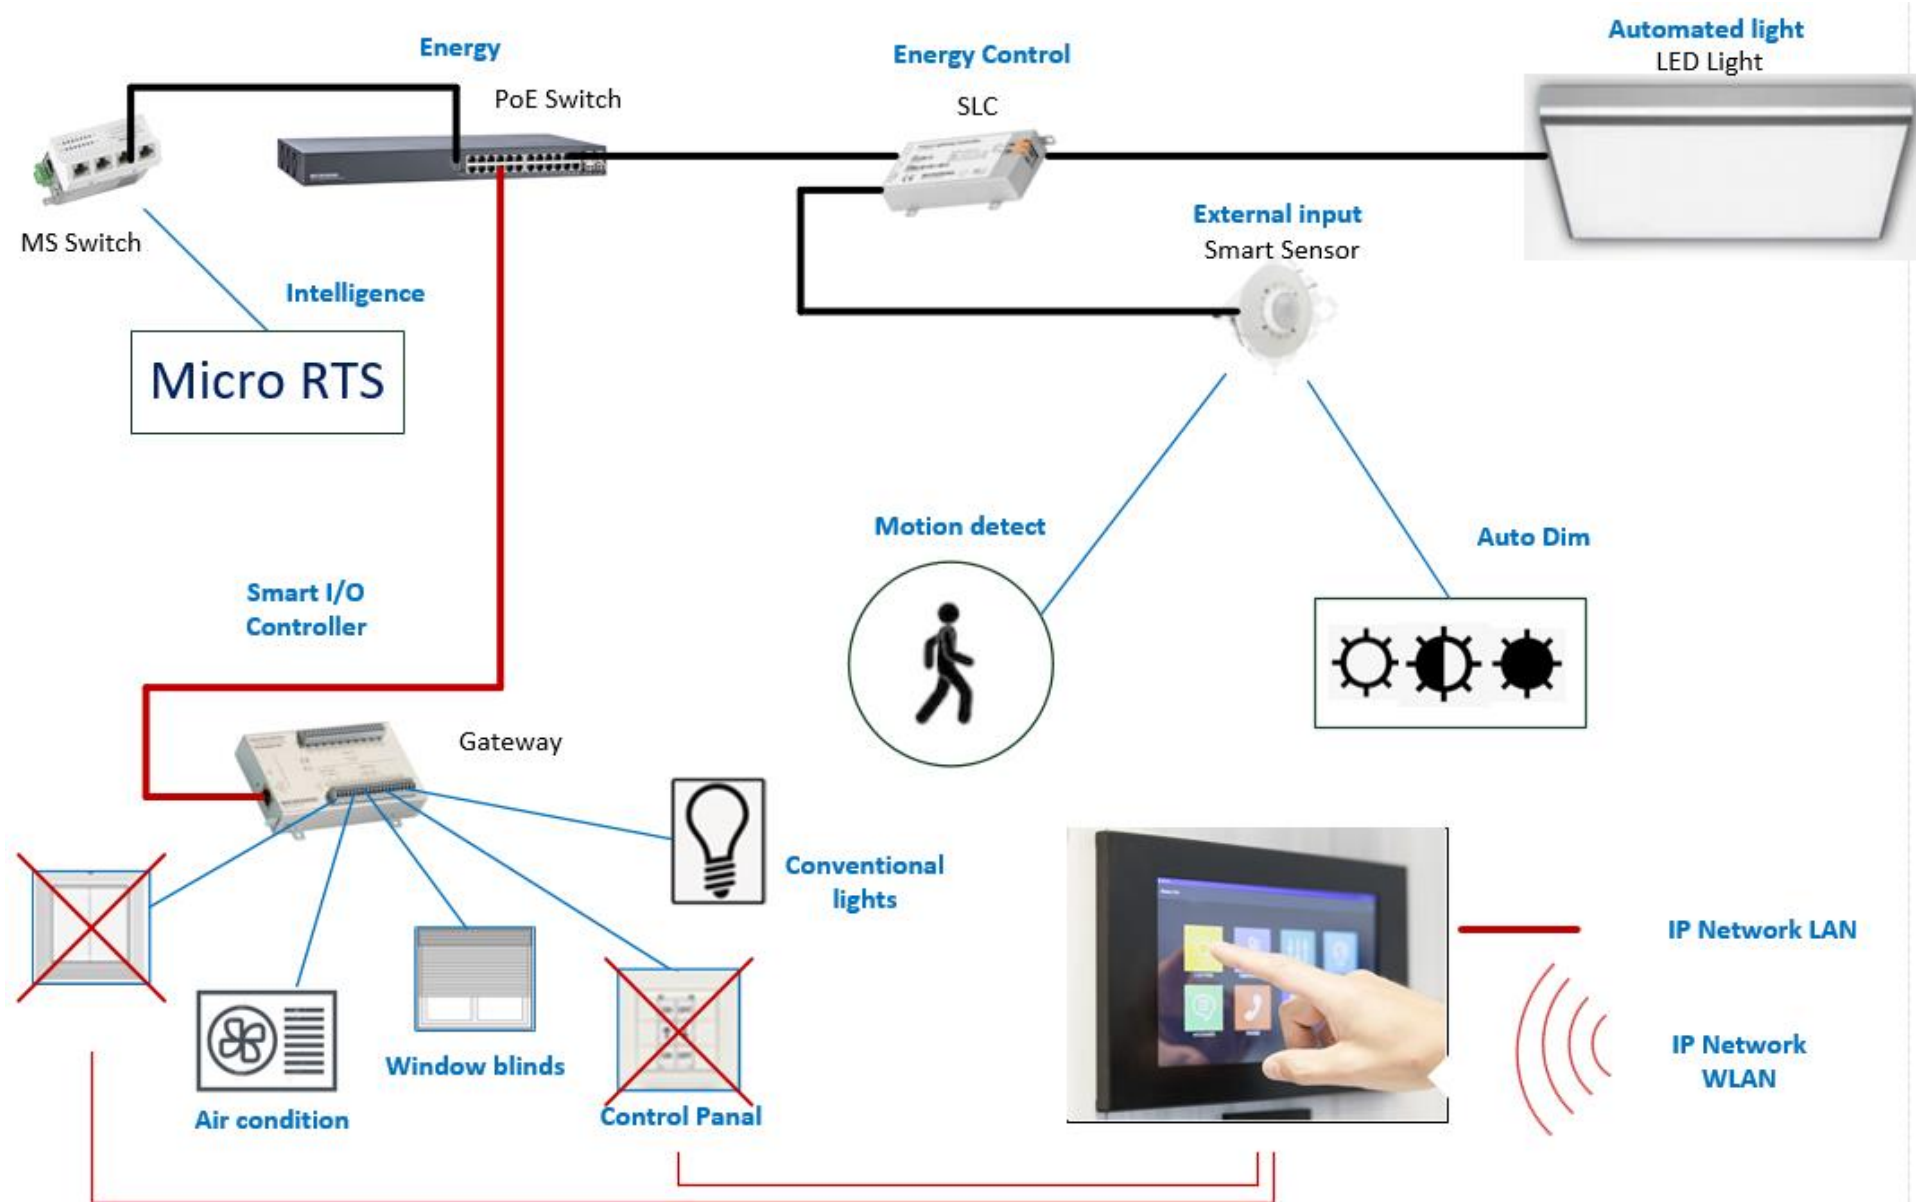 Energy
PoE Switch
Energy Control
SLC
Automated light
LED Light
MS Switch
External input
Smart Sensor
Intelligence
Micro RTS
Motion detect
Auto Dim
Smart I/O
Controller
Gateway
Conventional
lights
Window blinds
Air condition
Control Panal
IP Network LAN
IP Network
WLAN